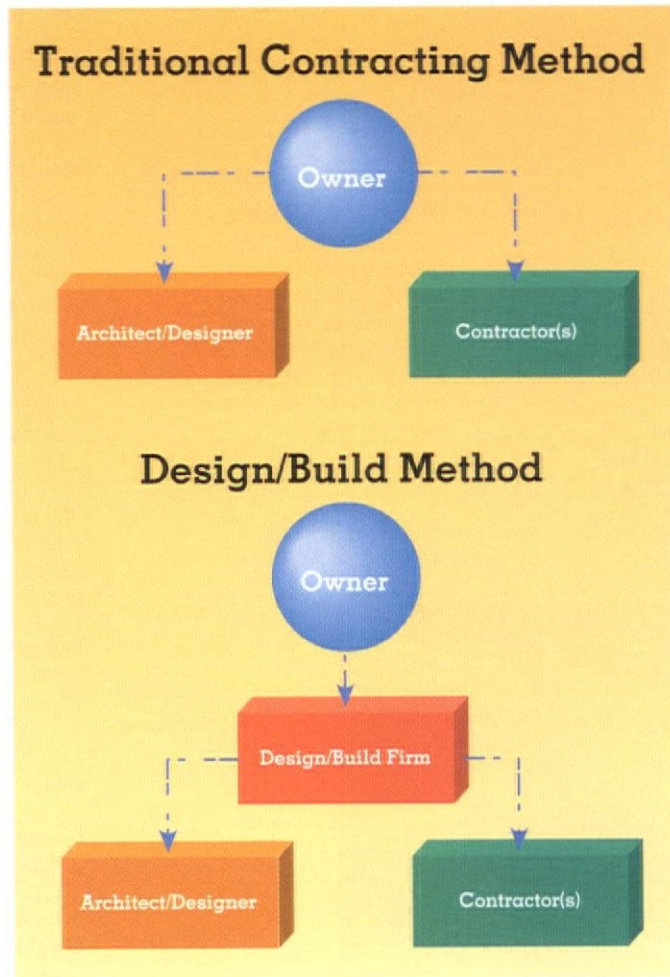 Traditional Contracting Method
Owner
Architect/Designer
Contractor(s)
Design/Build Method
Owner
Design/Build Firm
Architect/Designer
Contractor(s)